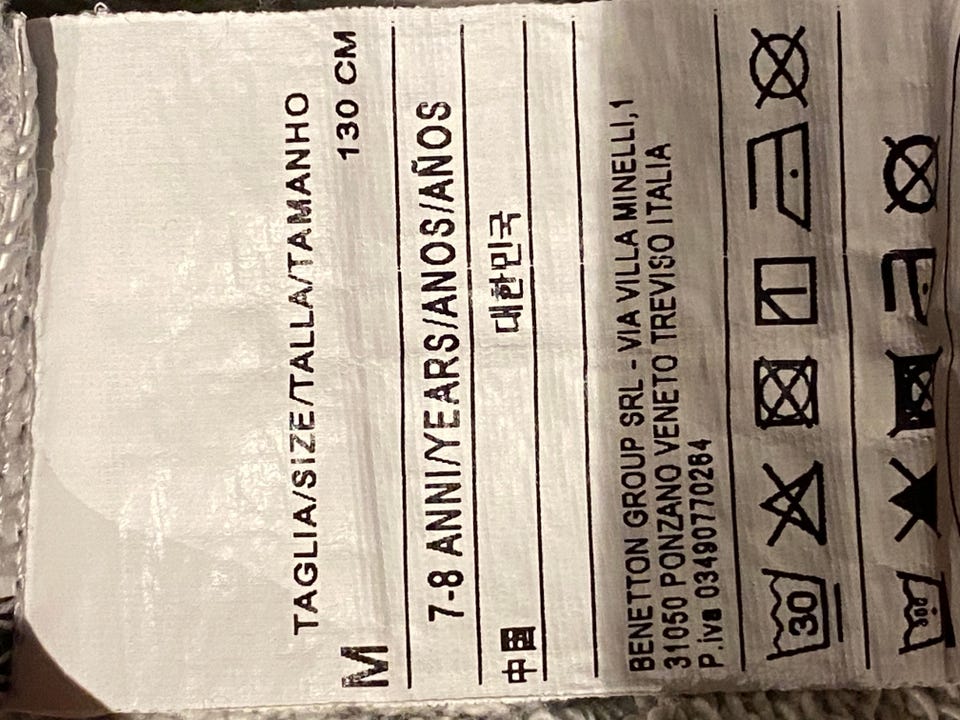 TAGLIA/SIZE/TALLA/TAMANHO
M 130 CM
7-8 ANNI/YEARS/ANOS/AÑOS
中国 대한민국
BENETTON GROUP SRL - VIA VILLA MINELLI,1
31050 PONZANO VENETO TREVISO ITALIA
P.iva 03490770264
30